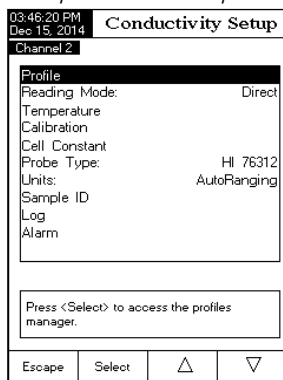 03:46:20 PM
Dec 15, 2014
Conductivity Setup
Channel 2
Profile
Reading Mode: Direct
Temperature
Calibration
Cell Constant
Probe Type: HI 76312
Units: AutoRanging
Sample ID
Log
Alarm
Press <Select> to access the profiles
manager.
Escape Select △ ▽